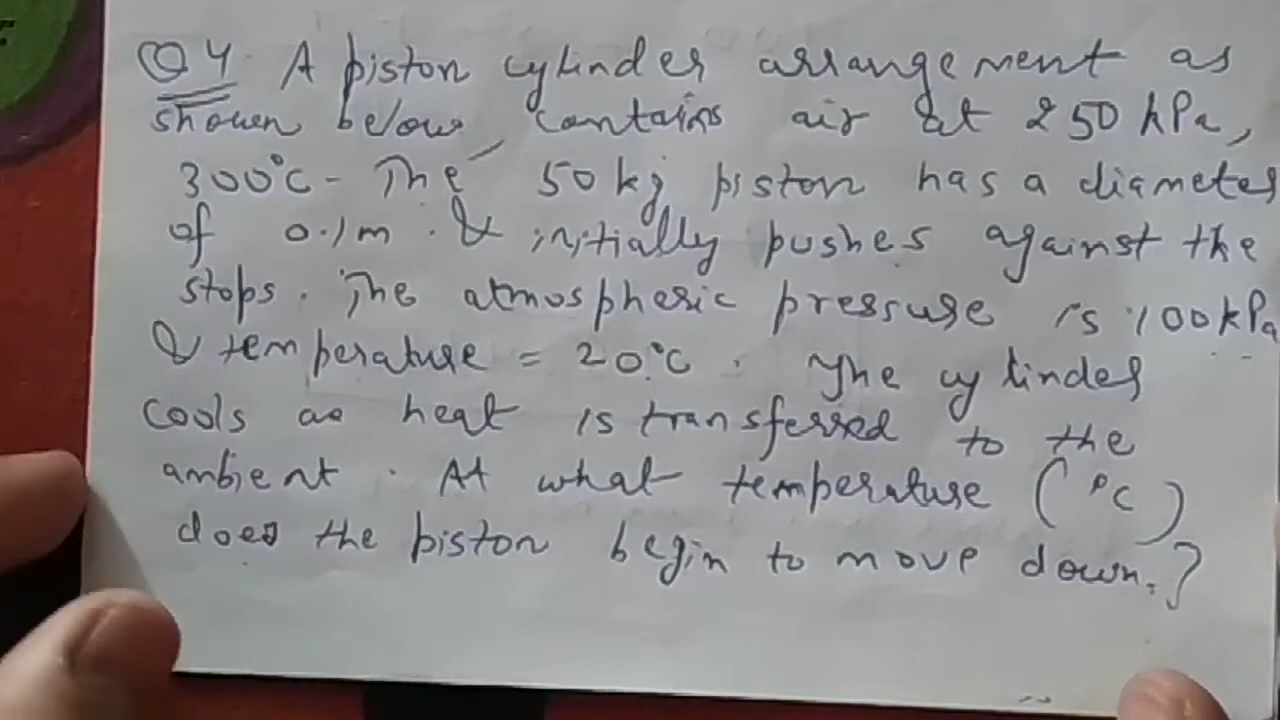 Q4. A piston cylinder arrangement as
shown below, contains air at 250 kPa,
300°C - The 50 kg piston has a diameter
of 0.1m . & initially pushes against the
stops. The atmospheric pressure is 100kPa
& temperature = 20°C . The cylinder
cools as heat is transferred to the
ambient . At what temperature (°C)
does the piston begin to move down.?